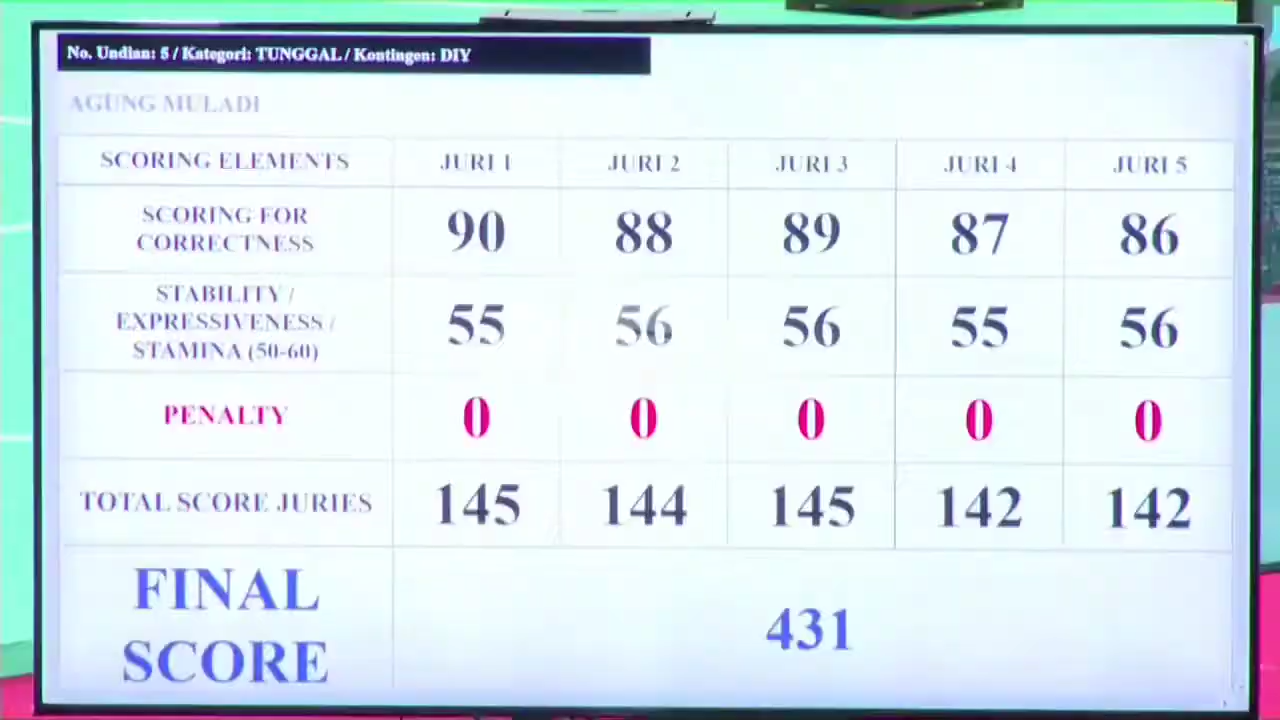 No. Undian: 5 / Kategori: TUNGGAL / Kontingen: DIY
AGUNG MULADI
SCORING ELEMENTS JURI 1 JURI 2 JURI 3 JURI 4 JURI 5
SCORING FOR
CORRECTNESS 90 88 89 87 86
STABILITY /
EXPRESSIVENESS /
STAMINA (50-60) 55 56 56 55 56
PENALTY 0 0 0 0 0
TOTAL SCORE JURIES 145 144 145 142 142
FINAL
SCORE 431